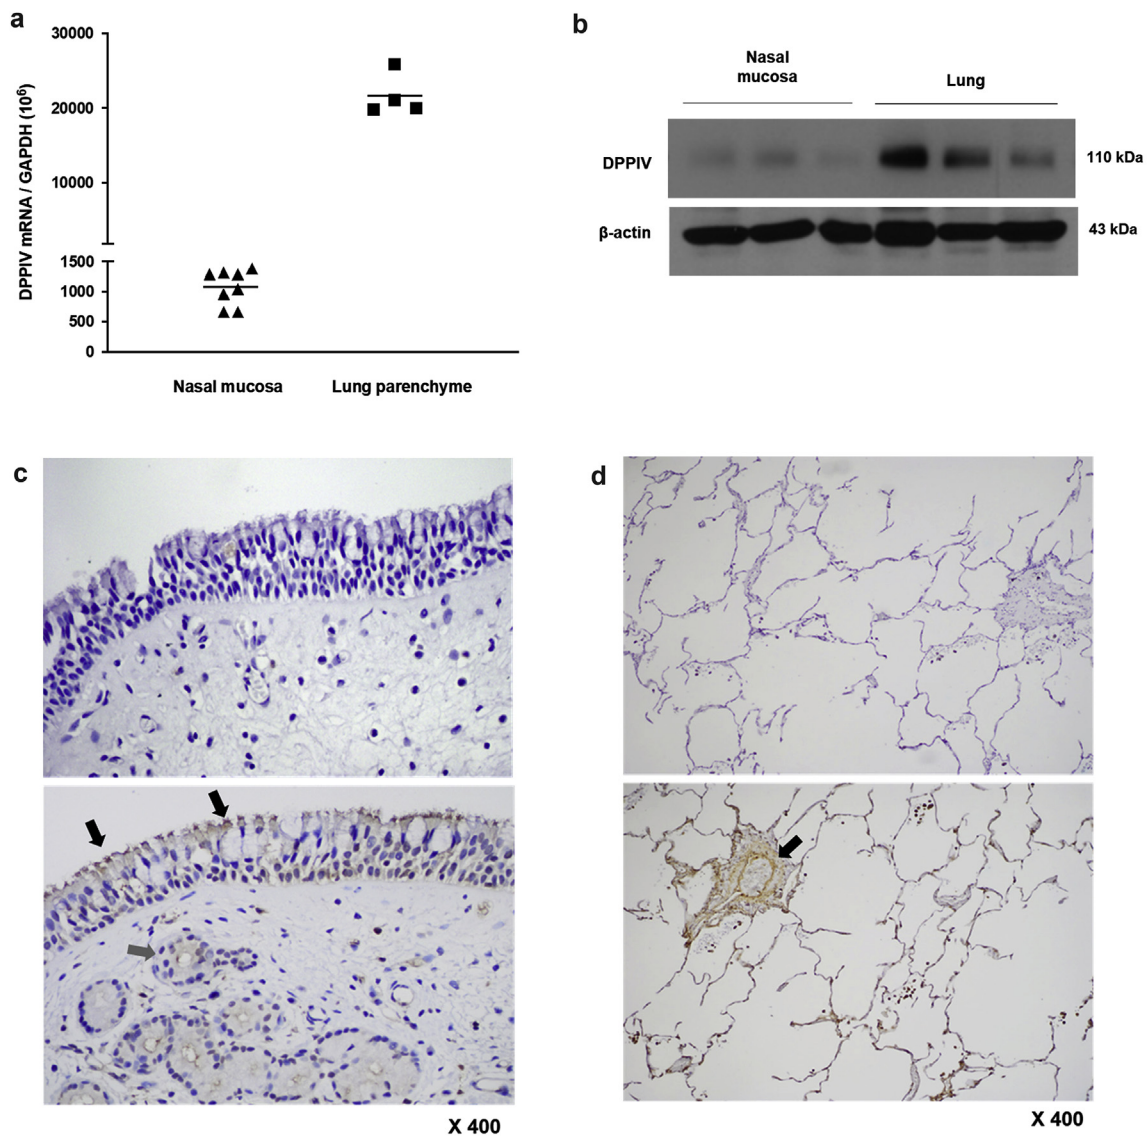 a
30000
20000
10000
1500
1000
500
0
DPPIV mRNA / GAPDH (10⁶)
Nasal mucosa
Lung parenchyme
b
Nasal
mucosa
Lung
DPPIV
110 kDa
β-actin
43 kDa
c
X 400
d
X 400